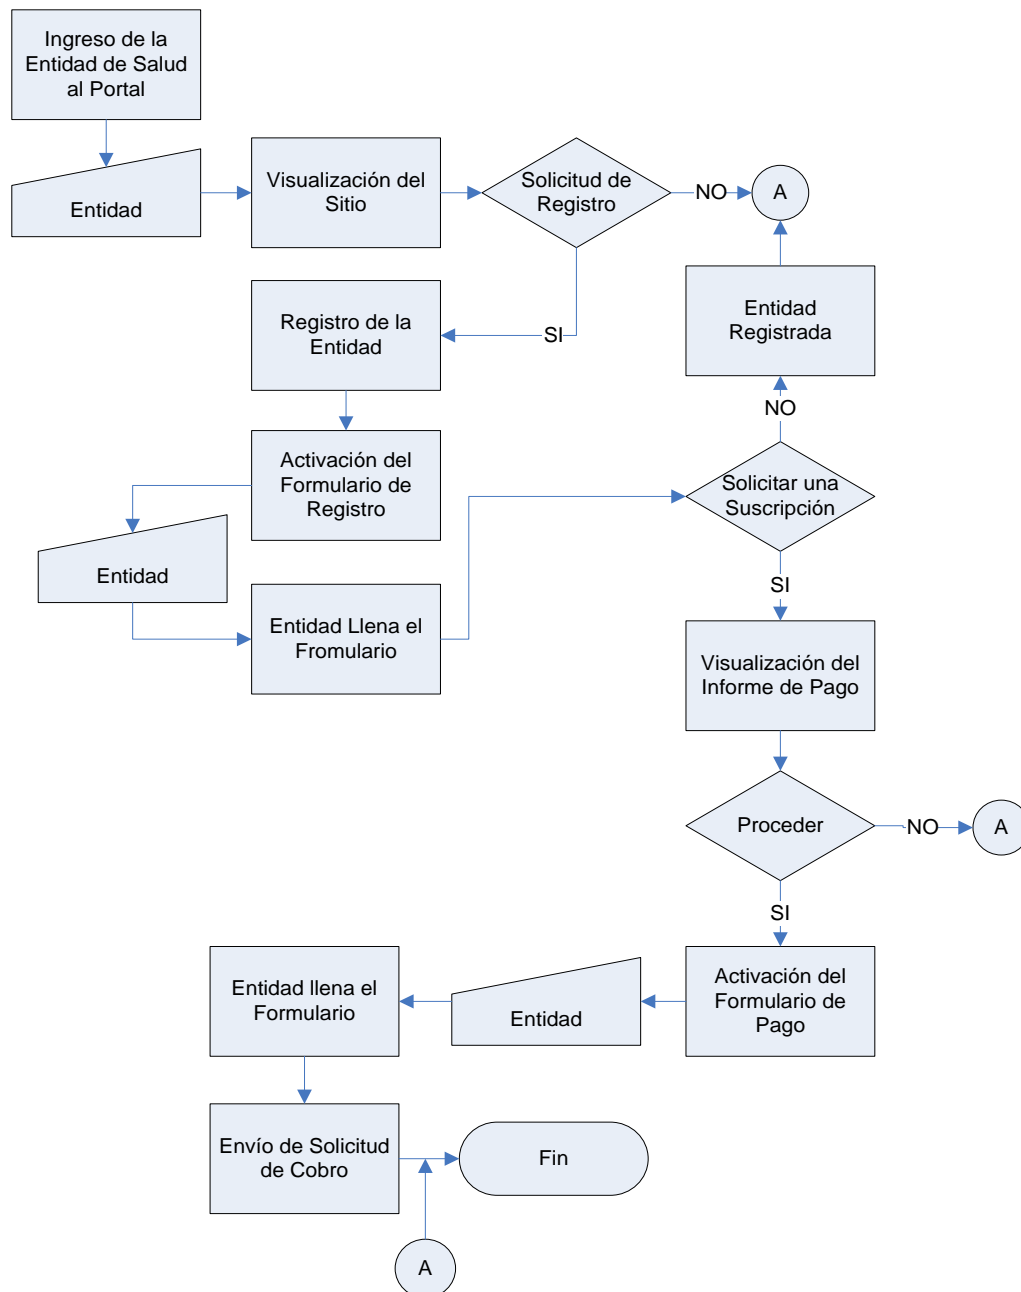 Ingreso de la
Entidad de Salud
al Portal
Entidad
Visualización del
Sitio
Solicitud de
Registro
NO
A
Registro de la
Entidad
SI
Entidad
Registrada
NO
Activación del
Formulario de
Registro
Solicitar una
Suscripción
Entidad
SI
Entidad Llena el
Fromulario
Visualización del
Informe de Pago
Proceder
NO
A
SI
Entidad llena el
Formulario
Entidad
Activación del
Formulario de
Pago
Envío de Solicitud
de Cobro
Fin
A